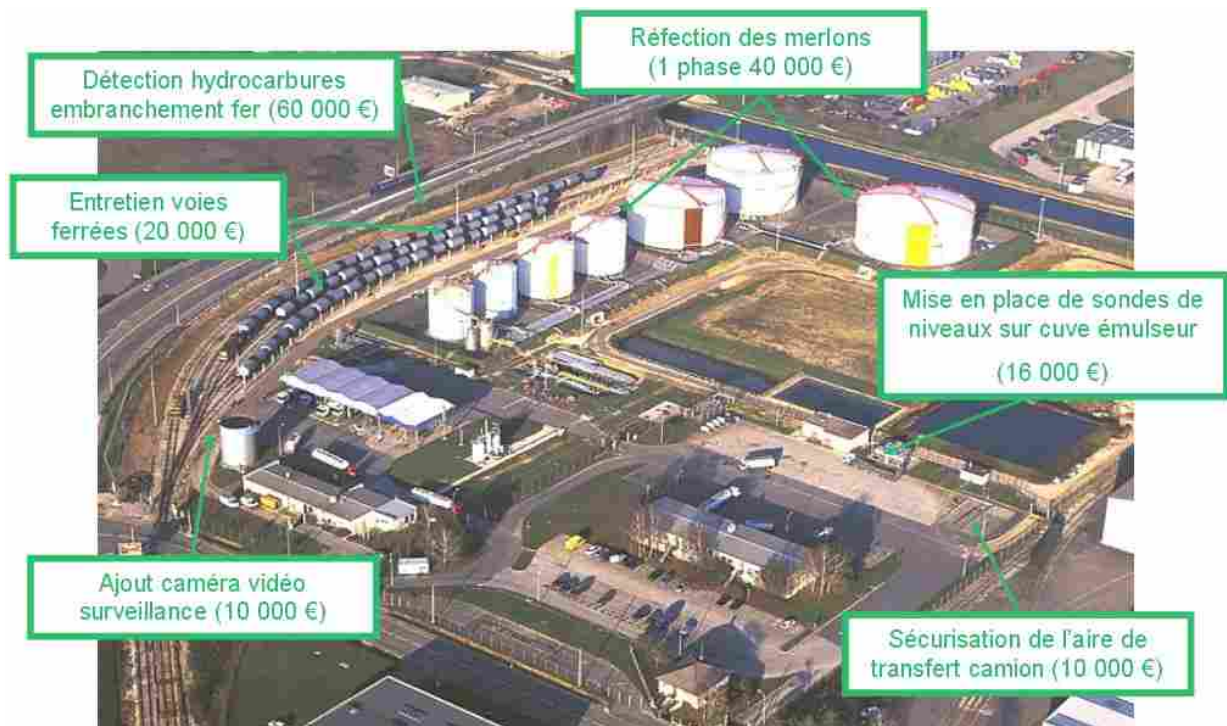 Réfection des merlons
(1 phase 40 000 €)
Détection hydrocarbures
embranchement fer (60 000 €)
Entretien voies
ferrées (20 000 €)
Mise en place de sondes de
niveaux sur cuve émulseur
(16 000 €)
Ajout caméra vidéo
surveillance (10 000 €)
Sécurisation de l'aire de
transfert camion (10 000 €)